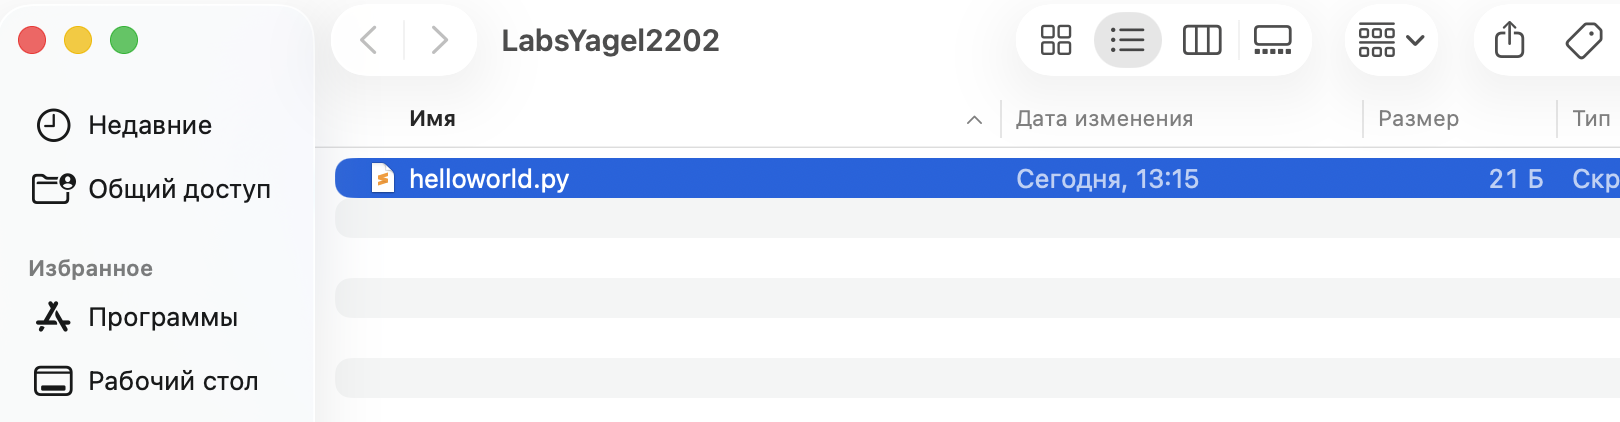 LabsYagel2202
Недавние
Общий доступ
Избранное
Программы
Рабочий стол
Имя Дата изменения Размер Тип
helloworld.py Сегодня, 13:15 21 Б Скр